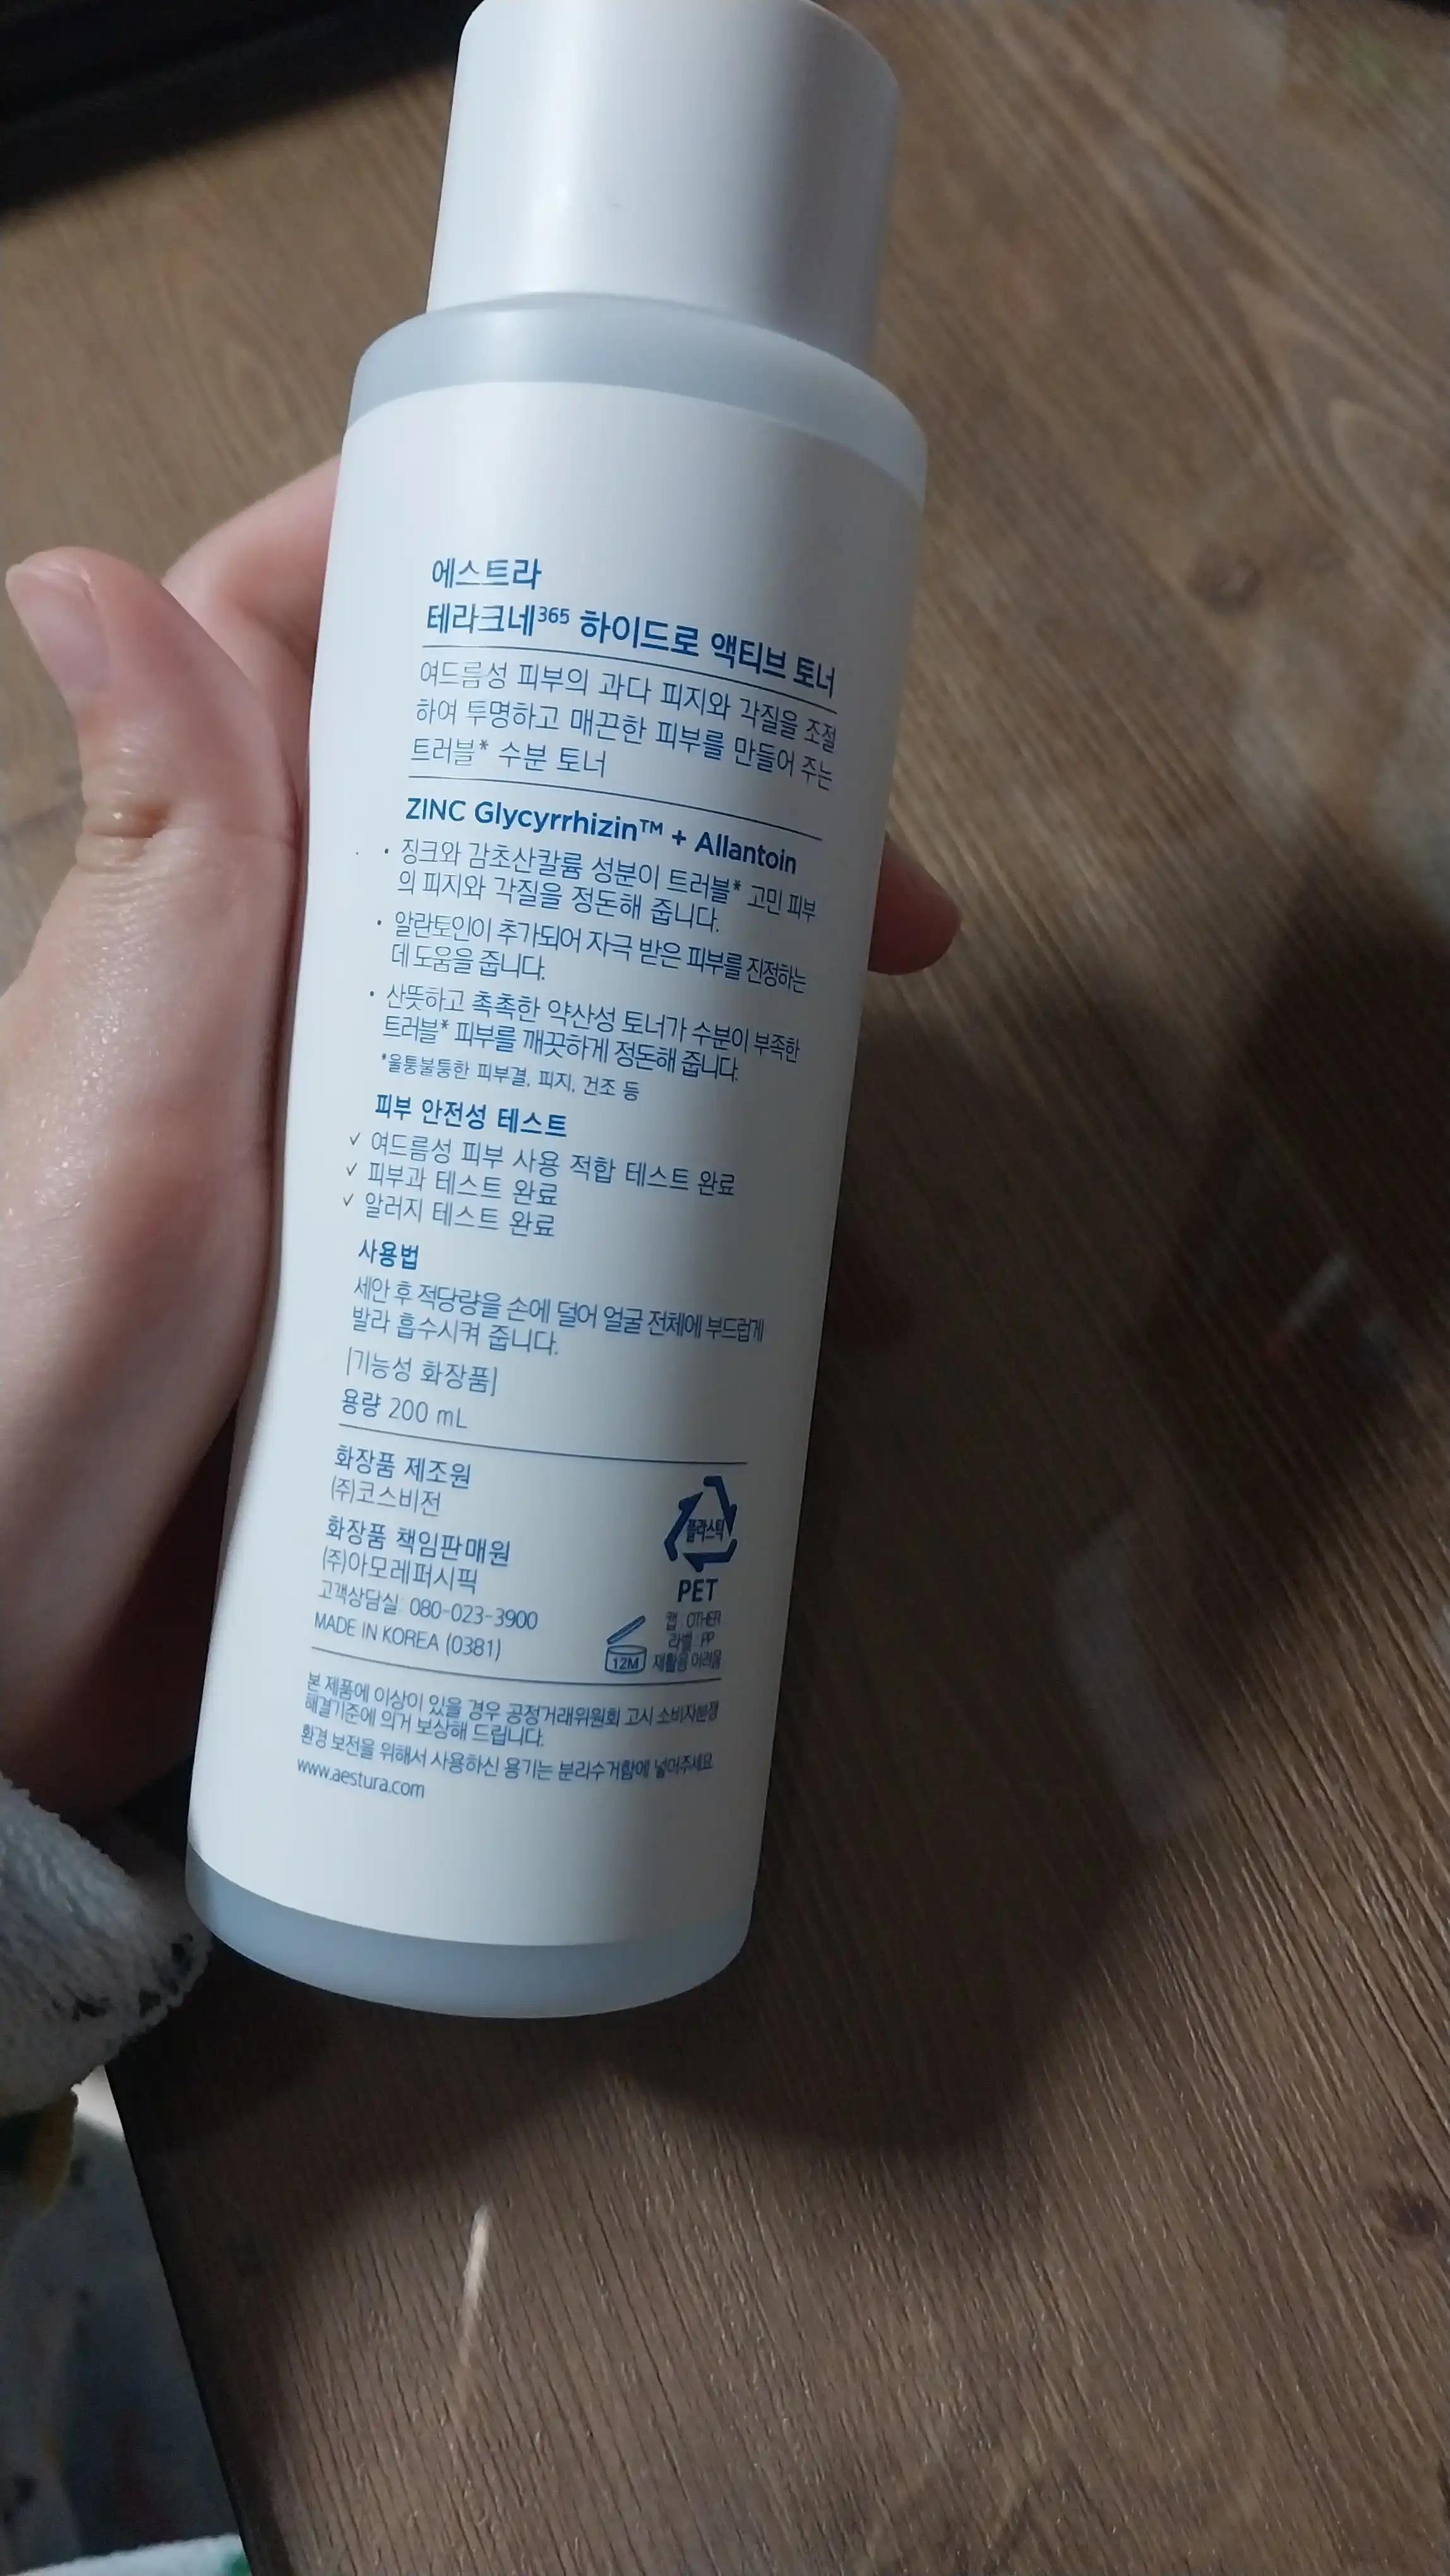 에스트라
테라크네365 하이드로 액티브 토너
여드름성 피부의 과다 피지와 각질을 조절
하여 투명하고 매끈한 피부를 만들어 주는
트러블* 수분 토너
ZINC Glycyrrhizin™ + Allantoin
• 징크와 감초산칼륨 성분이 트러블* 고민 피부
의 피지와 각질을 정돈해 줍니다.
• 알란토인이 추가되어 자극 받은 피부를 진정하는
데 도움을 줍니다.
• 산뜻하고 촉촉한 약산성 토너가 수분이 부족한
트러블* 피부를 깨끗하게 정돈해 줍니다.
*울퉁불퉁한 피부결, 피지, 건조 등
피부 안전성 테스트
✓ 여드름성 피부 사용 적합 테스트 완료
✓ 피부과 테스트 완료
✓ 알러지 테스트 완료
사용법
세안 후 적당량을 손에 덜어 얼굴 전체에 부드럽게
발라 흡수시켜 줍니다.
[기능성 화장품]
용량 200 mL
화장품 제조원
(주)코스비전
화장품 책임판매원
(주)아모레퍼시픽
고객상담실: 080-023-3900
MADE IN KOREA (0381)
플라스틱
PET
캡 : OTHER
라벨 : PP
재활용 어려움
12M
본 제품에 이상이 있을 경우 공정거래위원회 고시 소비자분쟁
해결기준에 의거 보상해 드립니다.
환경 보전을 위해서 사용하신 용기는 분리수거함에 넣어주세요.
www.aestura.com